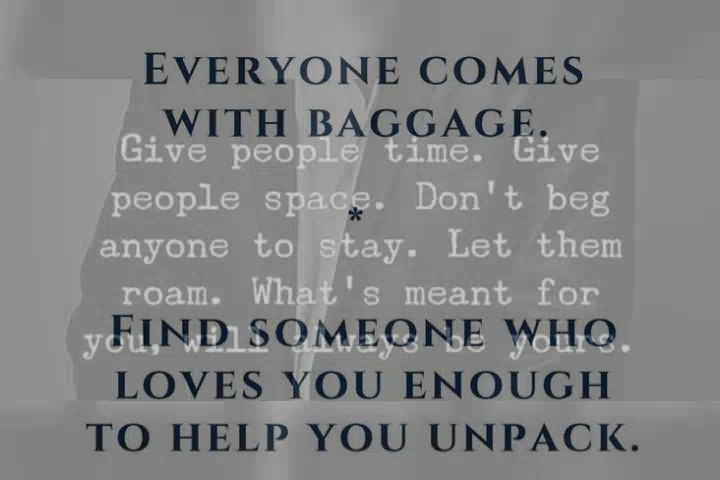 EVERYONE COMES
WITH BAGGAGE.
Give people time. Give
people space. Don't beg
*
anyone to stay. Let them
roam. What's meant for
you, will always be yours.
FIND SOMEONE WHO
LOVES YOU ENOUGH
TO HELP YOU UNPACK.